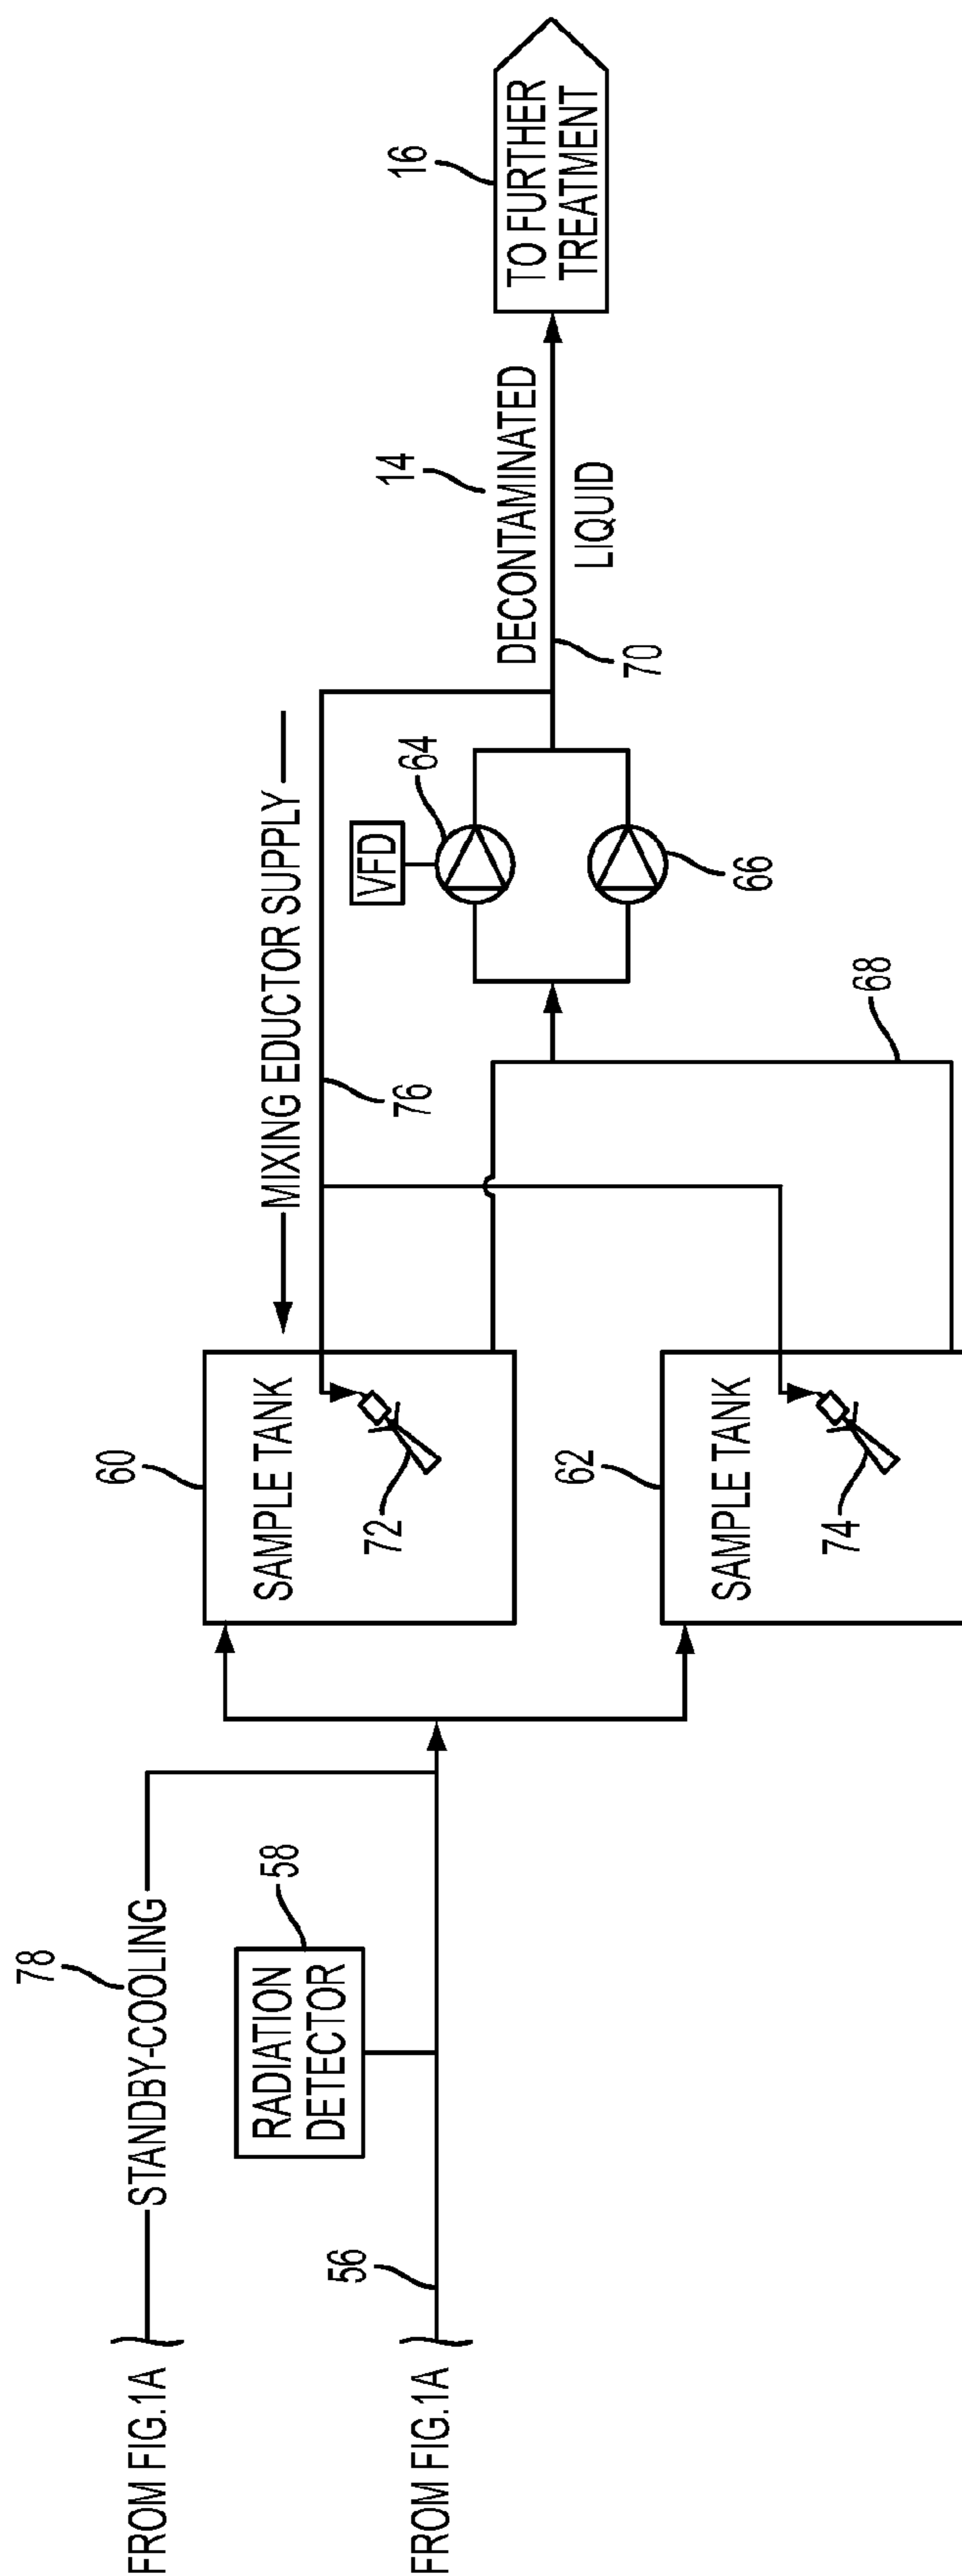 FROM FIG.1A
STANDBY-COOLING
78
FROM FIG.1A
56
RADIATION
DETECTOR
58
60
SAMPLE TANK
72
62
SAMPLE TANK
74
MIXING EDUCTOR SUPPLY
76
68
VFD
64
66
70
DECONTAMINATED
LIQUID
14
16
TO FURTHER
TREATMENT